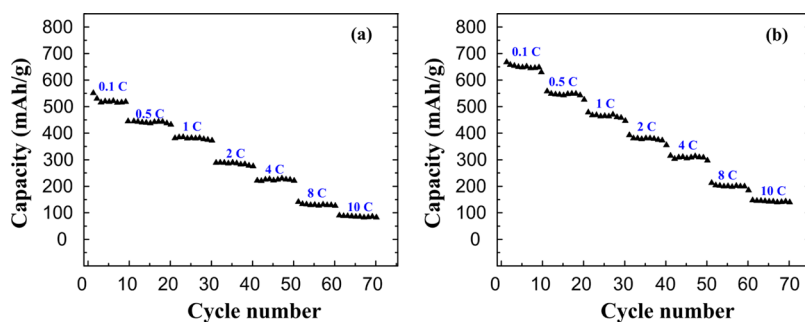 (a)
800
700
600
500
400
300
200
100
0
Capacity (mAh/g)
0.1 C
0.5 C
1 C
2 C
4 C
8 C
10 C
0 10 20 30 40 50 60 70
Cycle number
(b)
800
700
600
500
400
300
200
100
0
Capacity (mAh/g)
0.1 C
0.5 C
1 C
2 C
4 C
8 C
10 C
0 10 20 30 40 50 60 70
Cycle number